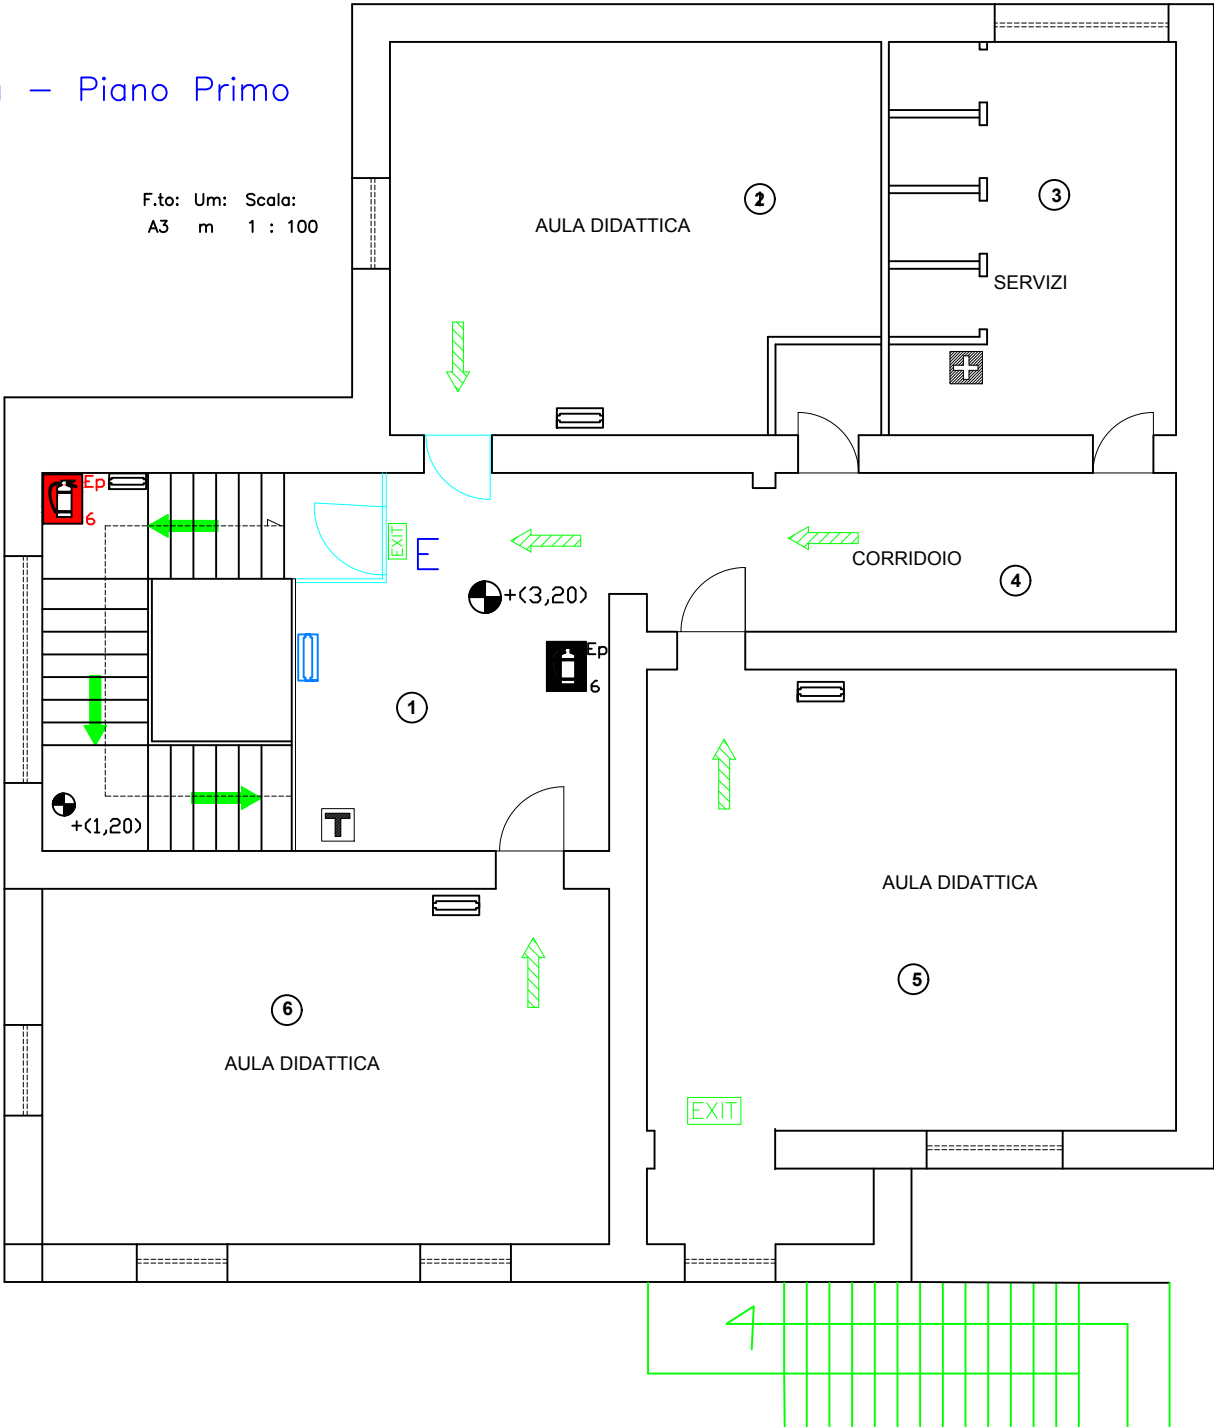 – Piano Primo
F.to: Um: Scala:
A3 m 1 : 100
AULA DIDATTICA
2
3
SERVIZI
Ep
6
EXIT
E
CORRIDOIO
4
+(3,20)
Ep
6
1
+(1,20)
T
AULA DIDATTICA
5
6
AULA DIDATTICA
EXIT